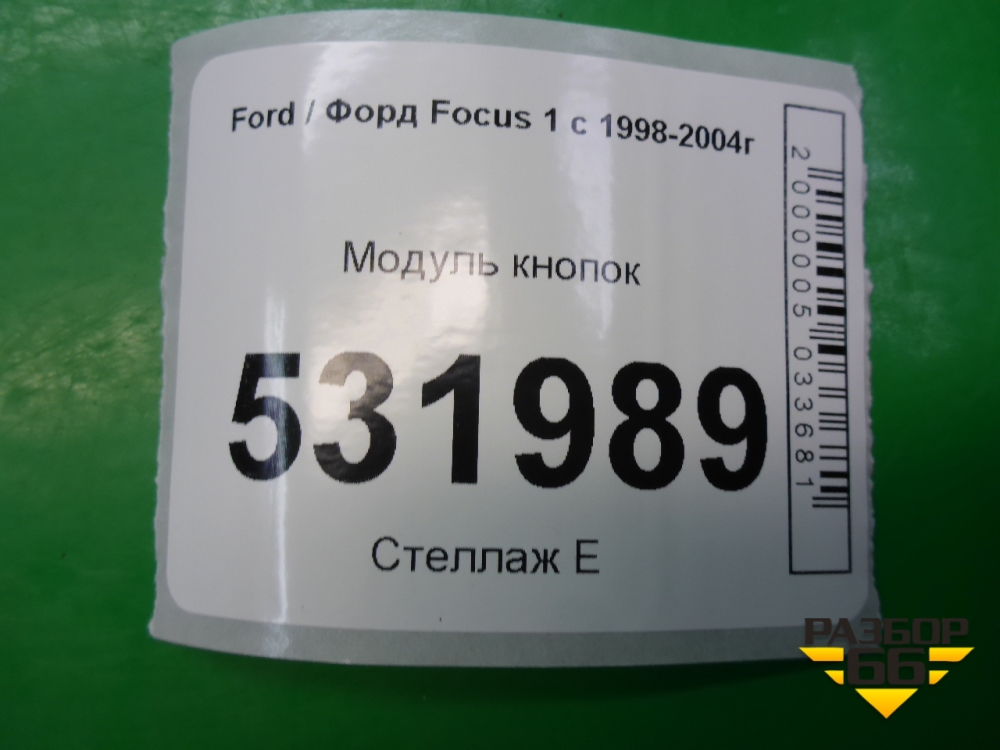 Ford / Форд Focus 1 с 1998-2004г
Модуль кнопок
531989
Стеллаж Е
2000005033681
РАЗБОР
66